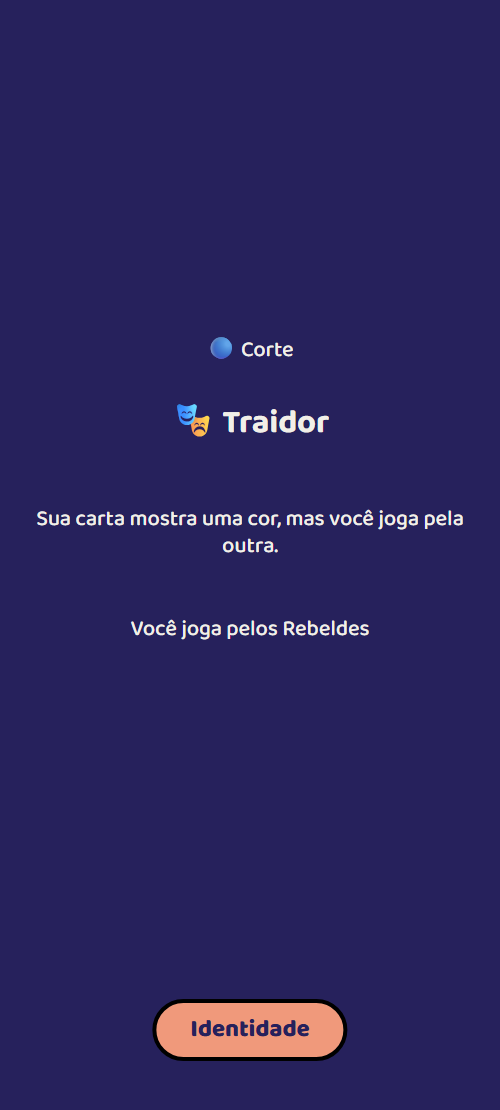 Corte
Traidor
Sua carta mostra uma cor, mas você joga pela
outra.
Você joga pelos Rebeldes
Identidade